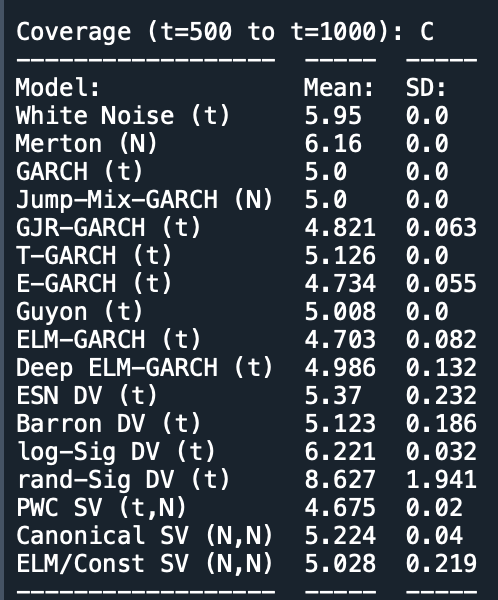 Coverage (t=500 to t=1000): C
------------------ ----- -----
Model: Mean: SD:
White Noise (t) 5.95 0.0
Merton (N) 6.16 0.0
GARCH (t) 5.0 0.0
Jump-Mix-GARCH (N) 5.0 0.0
GJR-GARCH (t) 4.821 0.063
T-GARCH (t) 5.126 0.0
E-GARCH (t) 4.734 0.055
Guyon (t) 5.008 0.0
ELM-GARCH (t) 4.703 0.082
Deep ELM-GARCH (t) 4.986 0.132
ESN DV (t) 5.37 0.232
Barron DV (t) 5.123 0.186
log-Sig DV (t) 6.221 0.032
rand-Sig DV (t) 8.627 1.941
PWC SV (t,N) 4.675 0.02
Canonical SV (N,N) 5.224 0.04
ELM/Const SV (N,N) 5.028 0.219
------------------ ----- -----